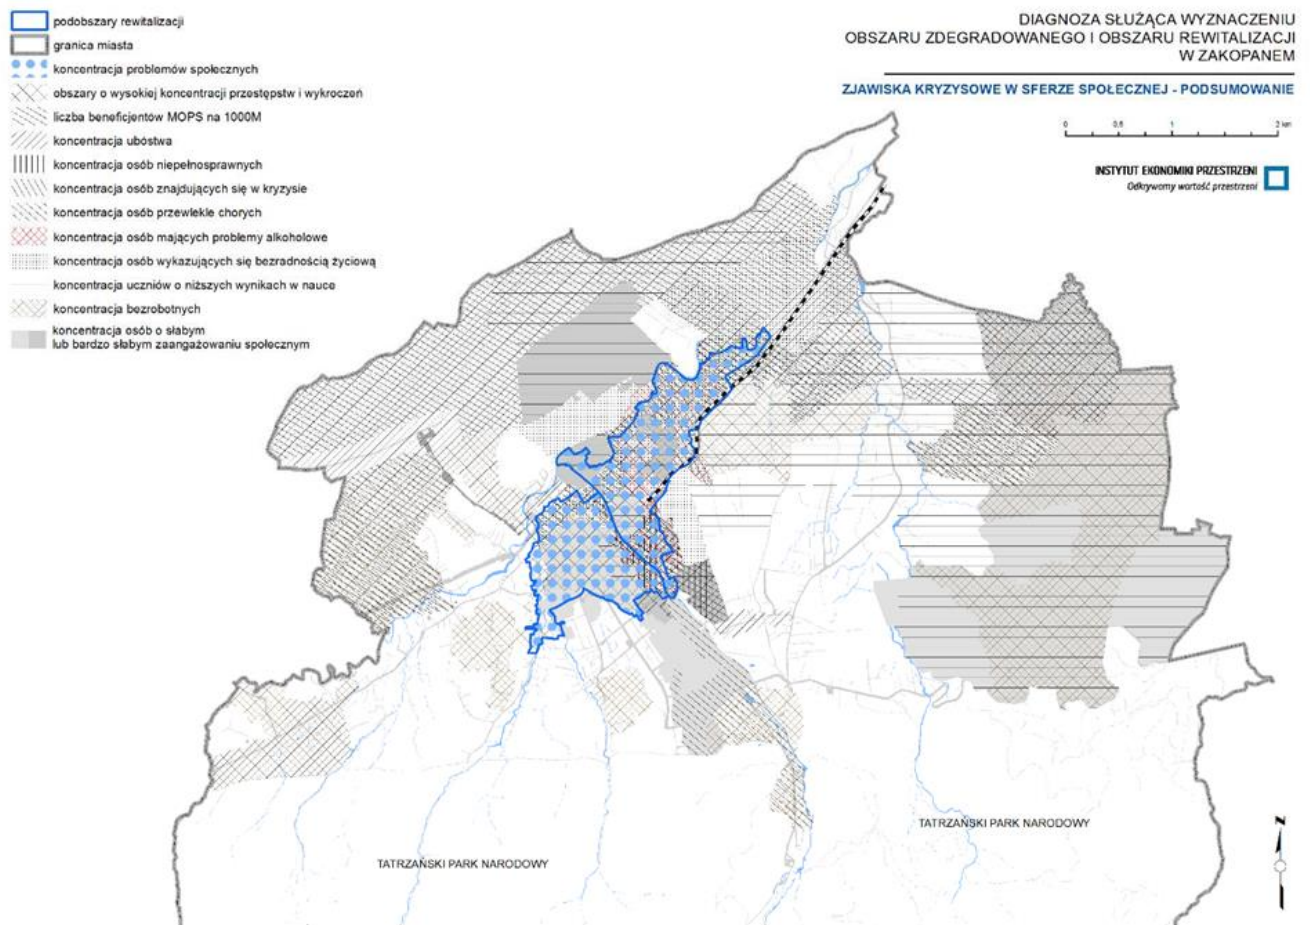 podobszary rewitalizacji
granica miasta
koncentracja problemów społecznych
obszary o wysokiej koncentracji przestępstw i wykroczeń
liczba beneficjentów MOPS na 1000M
koncentracja ubóstwa
koncentracja osób niepełnosprawnych
koncentracja osób znajdujących się w kryzysie
koncentracja osób przewlekle chorych
koncentracja osób mających problemy alkoholowe
koncentracja osób wykazujących się bezradnością życiową
koncentracja uczniów o niższych wynikach w nauce
koncentracja bezrobotnych
koncentracja osób o słabym
lub bardzo słabym zaangażowaniu społecznym
DIAGNOZA SŁUŻĄCA WYZNACZENIU
OBSZARU ZDEGRADOWANEGO I OBSZARU REWITALIZACJI
W ZAKOPANEM
ZJAWISKA KRYZYSOWE W SFERZE SPOŁECZNEJ - PODSUMOWANIE
0 0,5 1 2 km
INSTYTUT EKONOMIKI PRZESTRZENI
Odkrywamy wartość przestrzeni
TATRZAŃSKI PARK NARODOWY
TATRZAŃSKI PARK NARODOWY